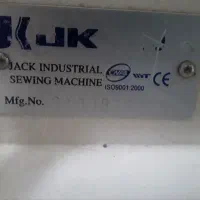 JK
JACK INDUSTRIAL
SEWING MACHINE
ISO9001:2000
Mfg.No.
CE